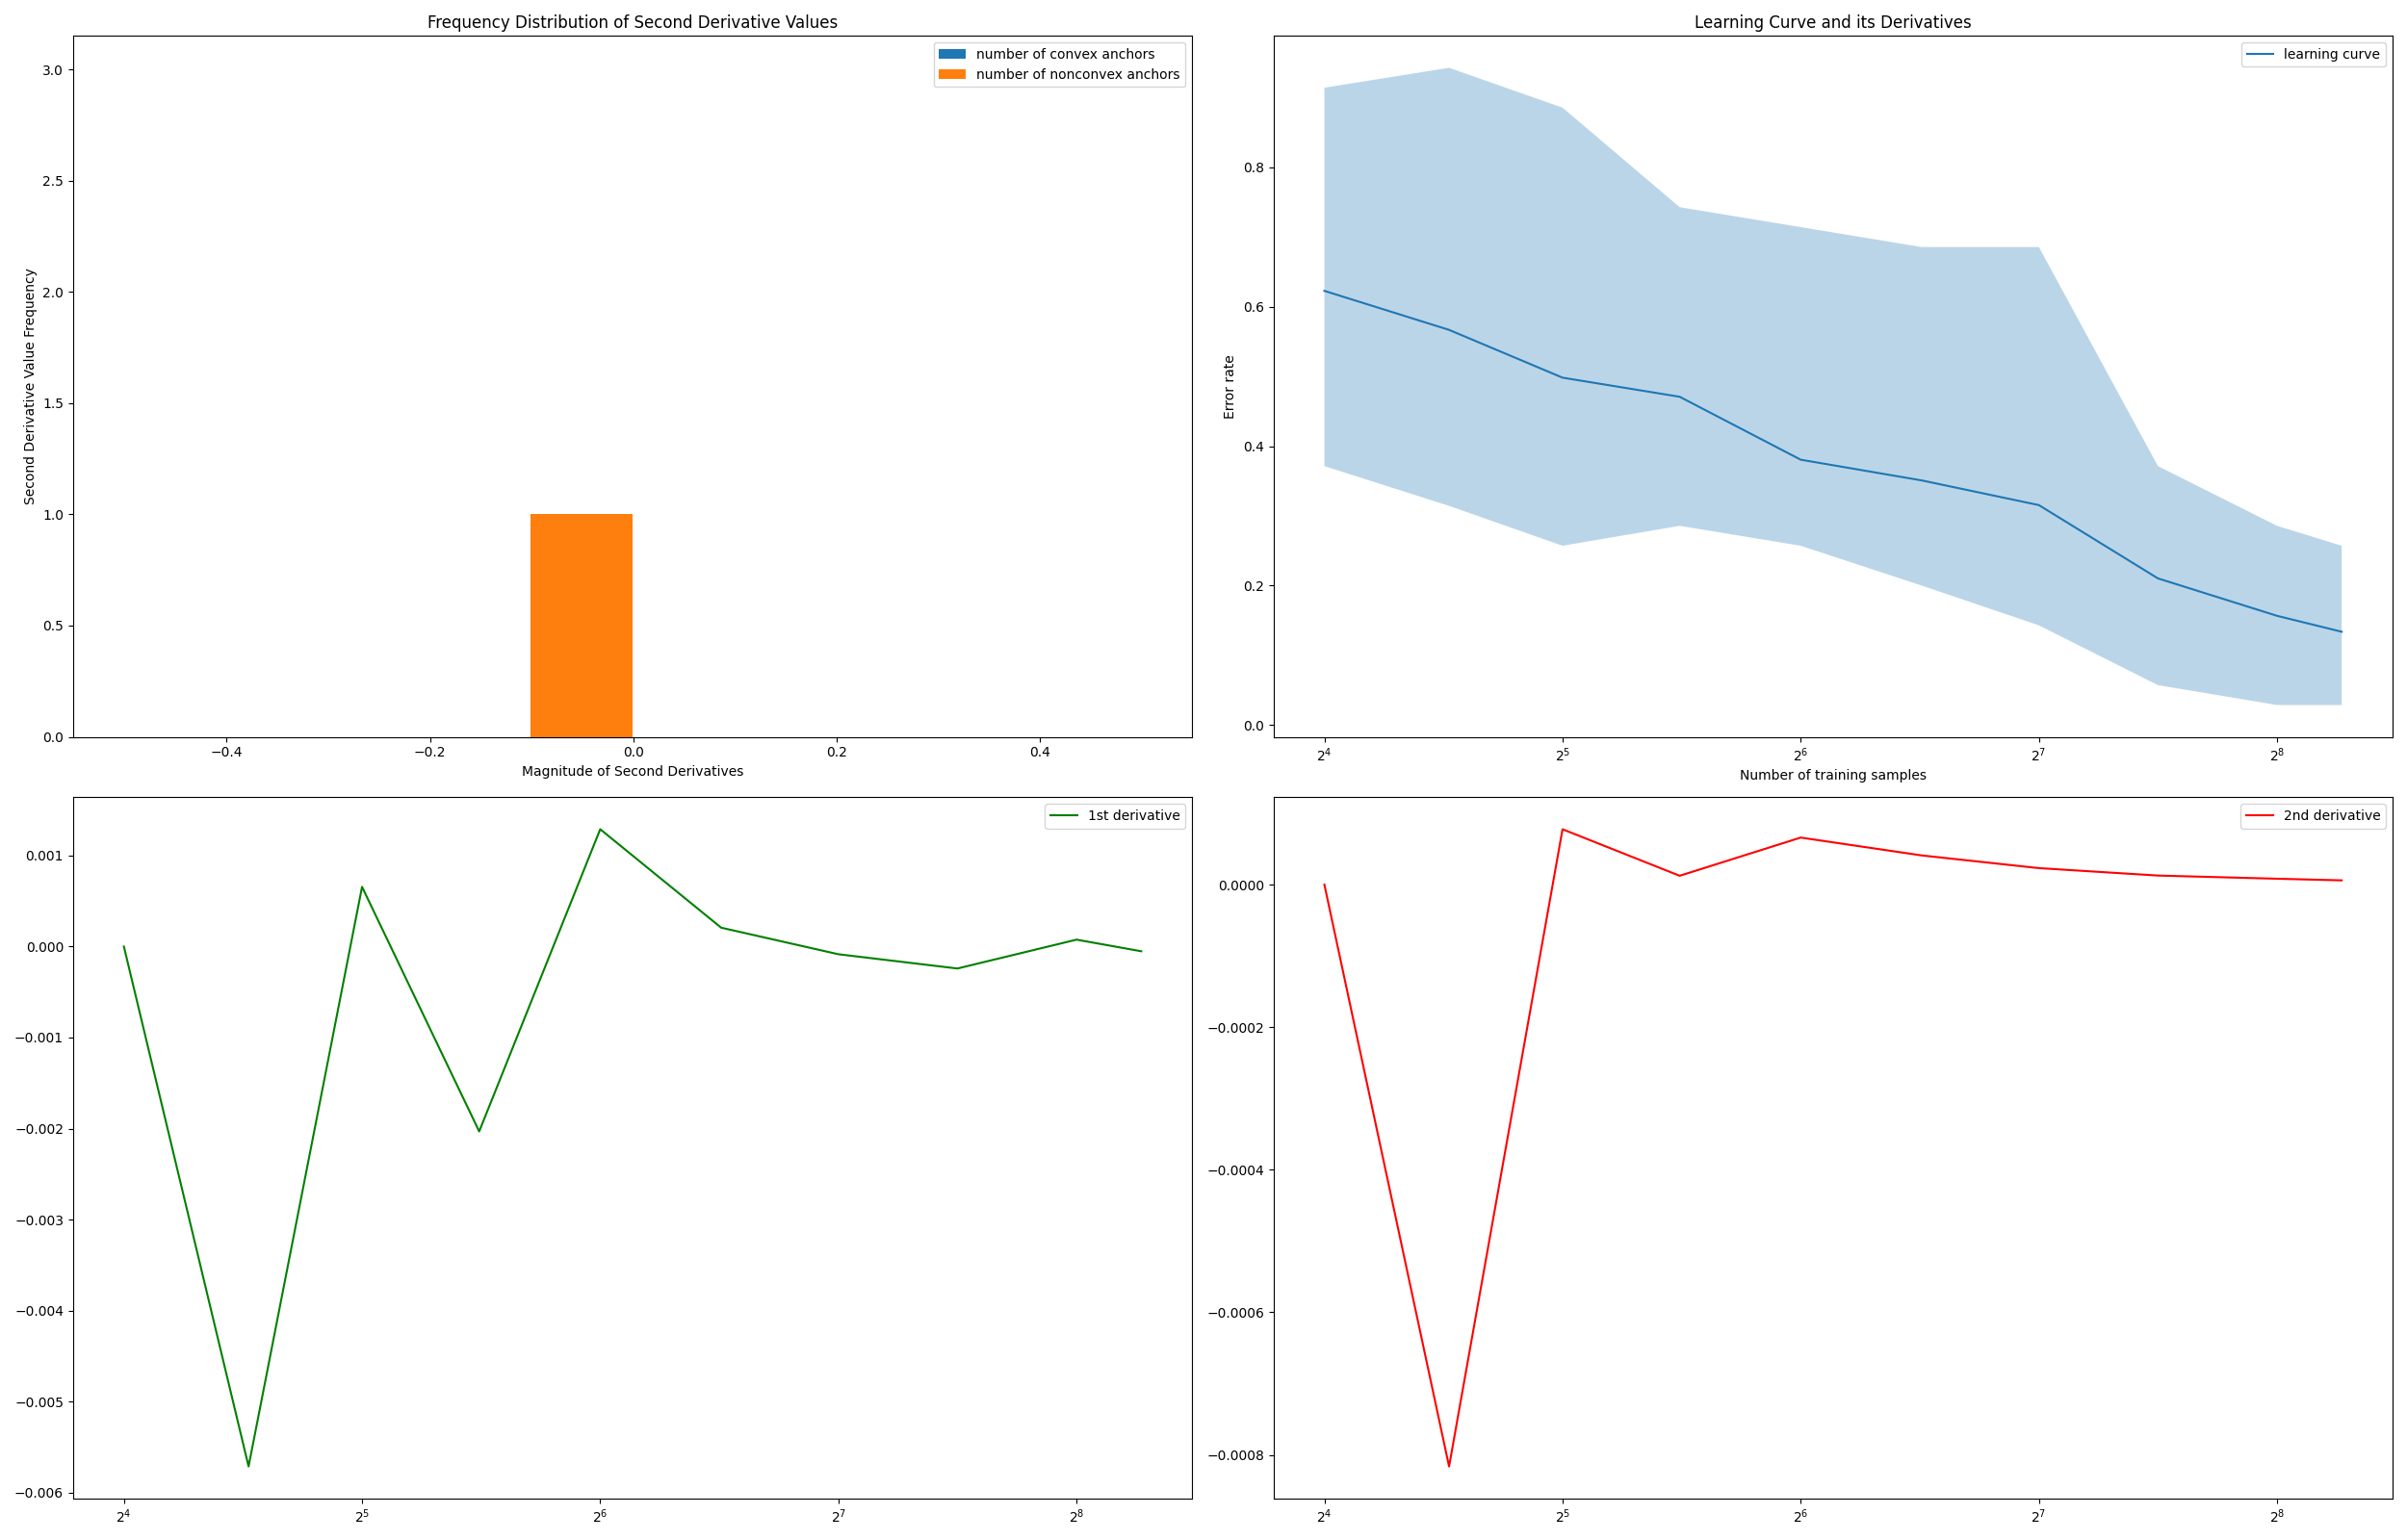 Frequency Distribution of Second Derivative Values
number of convex anchors
number of nonconvex anchors
3.0
2.5
2.0
1.5
1.0
0.5
0.0
Second Derivative Value Frequency
−0.4 −0.2 0.0 0.2 0.4
Magnitude of Second Derivatives
Learning Curve and its Derivatives
learning curve
0.8
0.6
0.4
0.2
0.0
Error rate
2⁴ 2⁵ 2⁶ 2⁷ 2⁸
Number of training samples
1st derivative
0.001
0.000
−0.001
−0.002
−0.003
−0.004
−0.005
−0.006
2⁴ 2⁵ 2⁶ 2⁷ 2⁸
2nd derivative
0.0000
−0.0002
−0.0004
−0.0006
−0.0008
2⁴ 2⁵ 2⁶ 2⁷ 2⁸